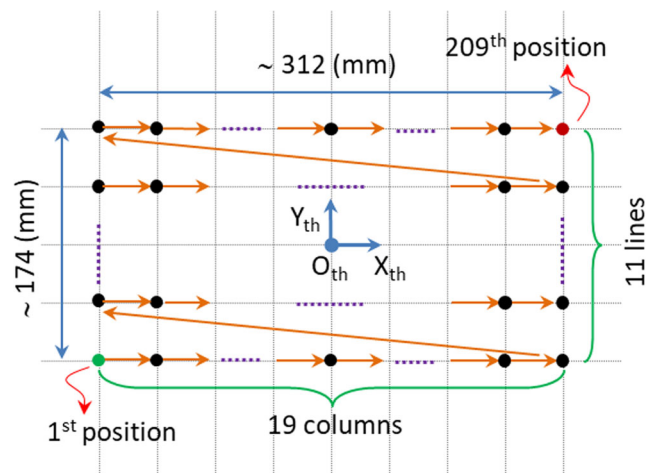 209th position
~ 312 (mm)
~ 174 (mm)
Yth
Oth
Xth
11 lines
19 columns
1st position